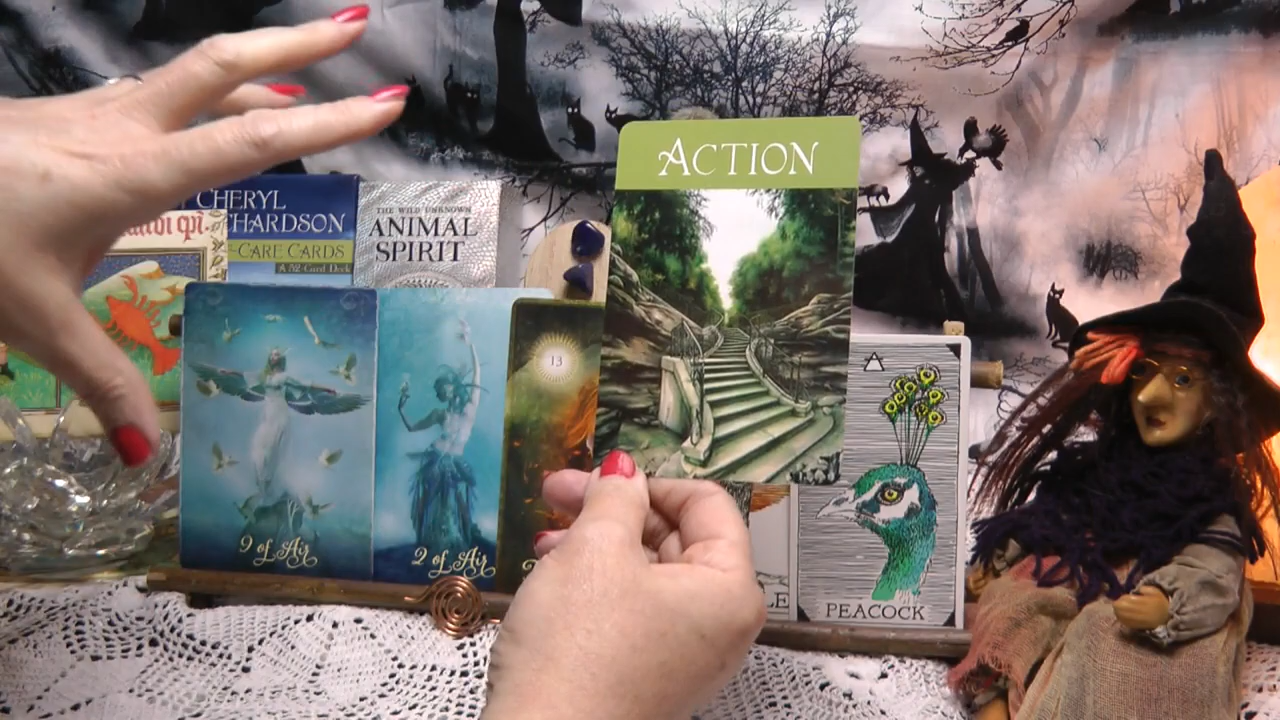 ACTION
CHERYL
CHARDSON
CARE CARDS
A 52-Card Deck
THE WILD UNKNOWN
ANIMAL
SPIRIT
13
9 of Air
2 of Air
LE
PEACOCK